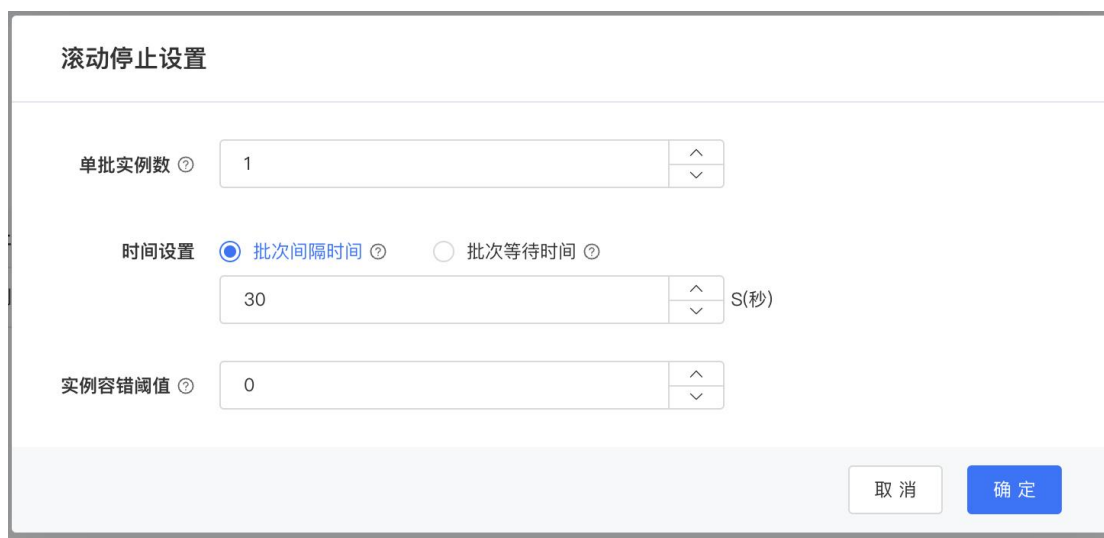 滚动停止设置
单批实例数 1
时间设置 批次间隔时间 批次等待时间
30 S(秒)
实例容错阈值 0
取消 确定